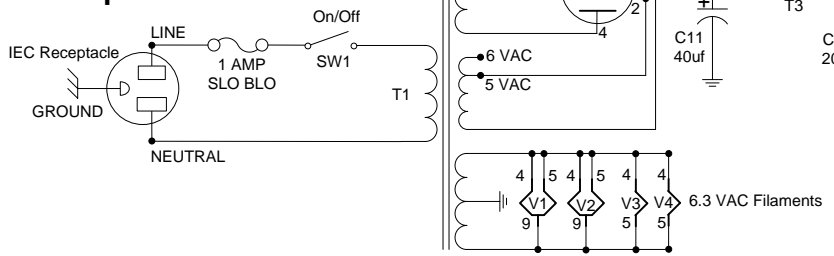 On/Off
LINE
IEC Receptacle
1 AMP
SLO BLO
SW1
GROUND
NEUTRAL
T1
6 VAC
5 VAC
2
4
+
C11
40uf
T3
C
20
4 5 4 5 4 4
V1 V2 V3 V4
6.3 VAC Filaments
9 9 5 5